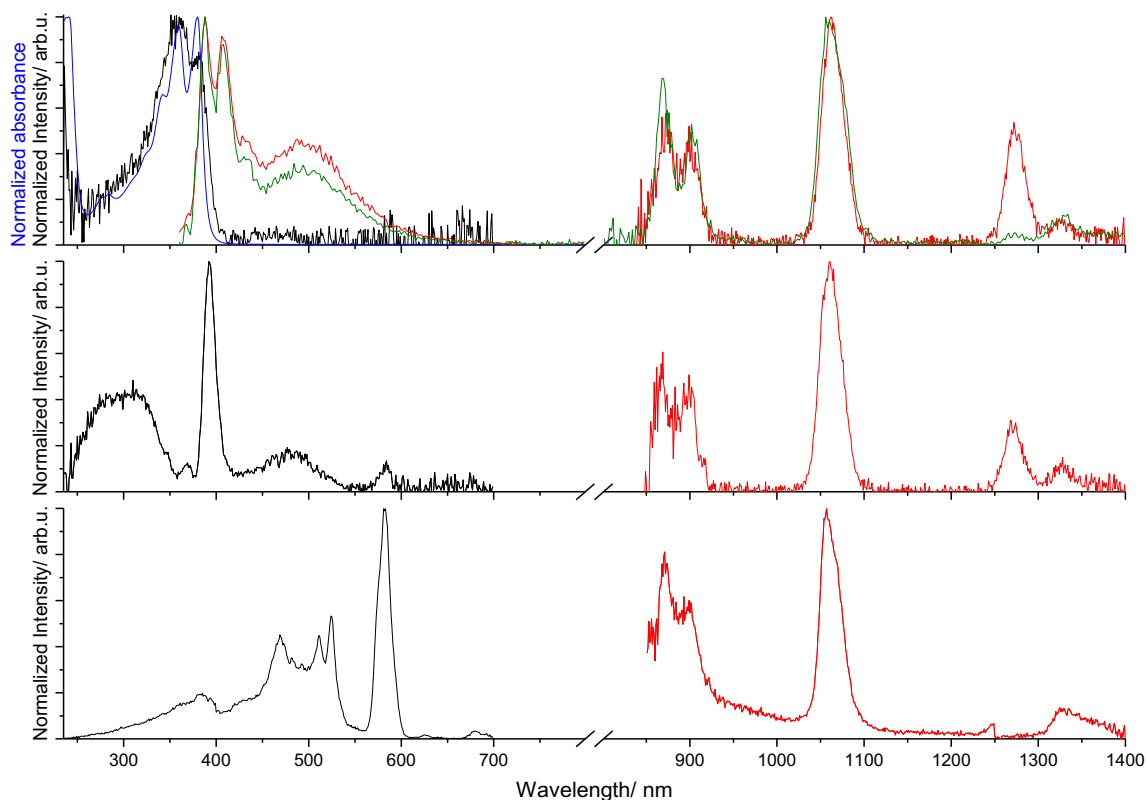 Normalized absorbance
Normalized Intensity/ arb.u.
Normalized Intensity/ arb.u.
Normalized Intensity/ arb.u.
300 400 500 600 700 900 1000 1100 1200 1300 1400
Wavelength/ nm